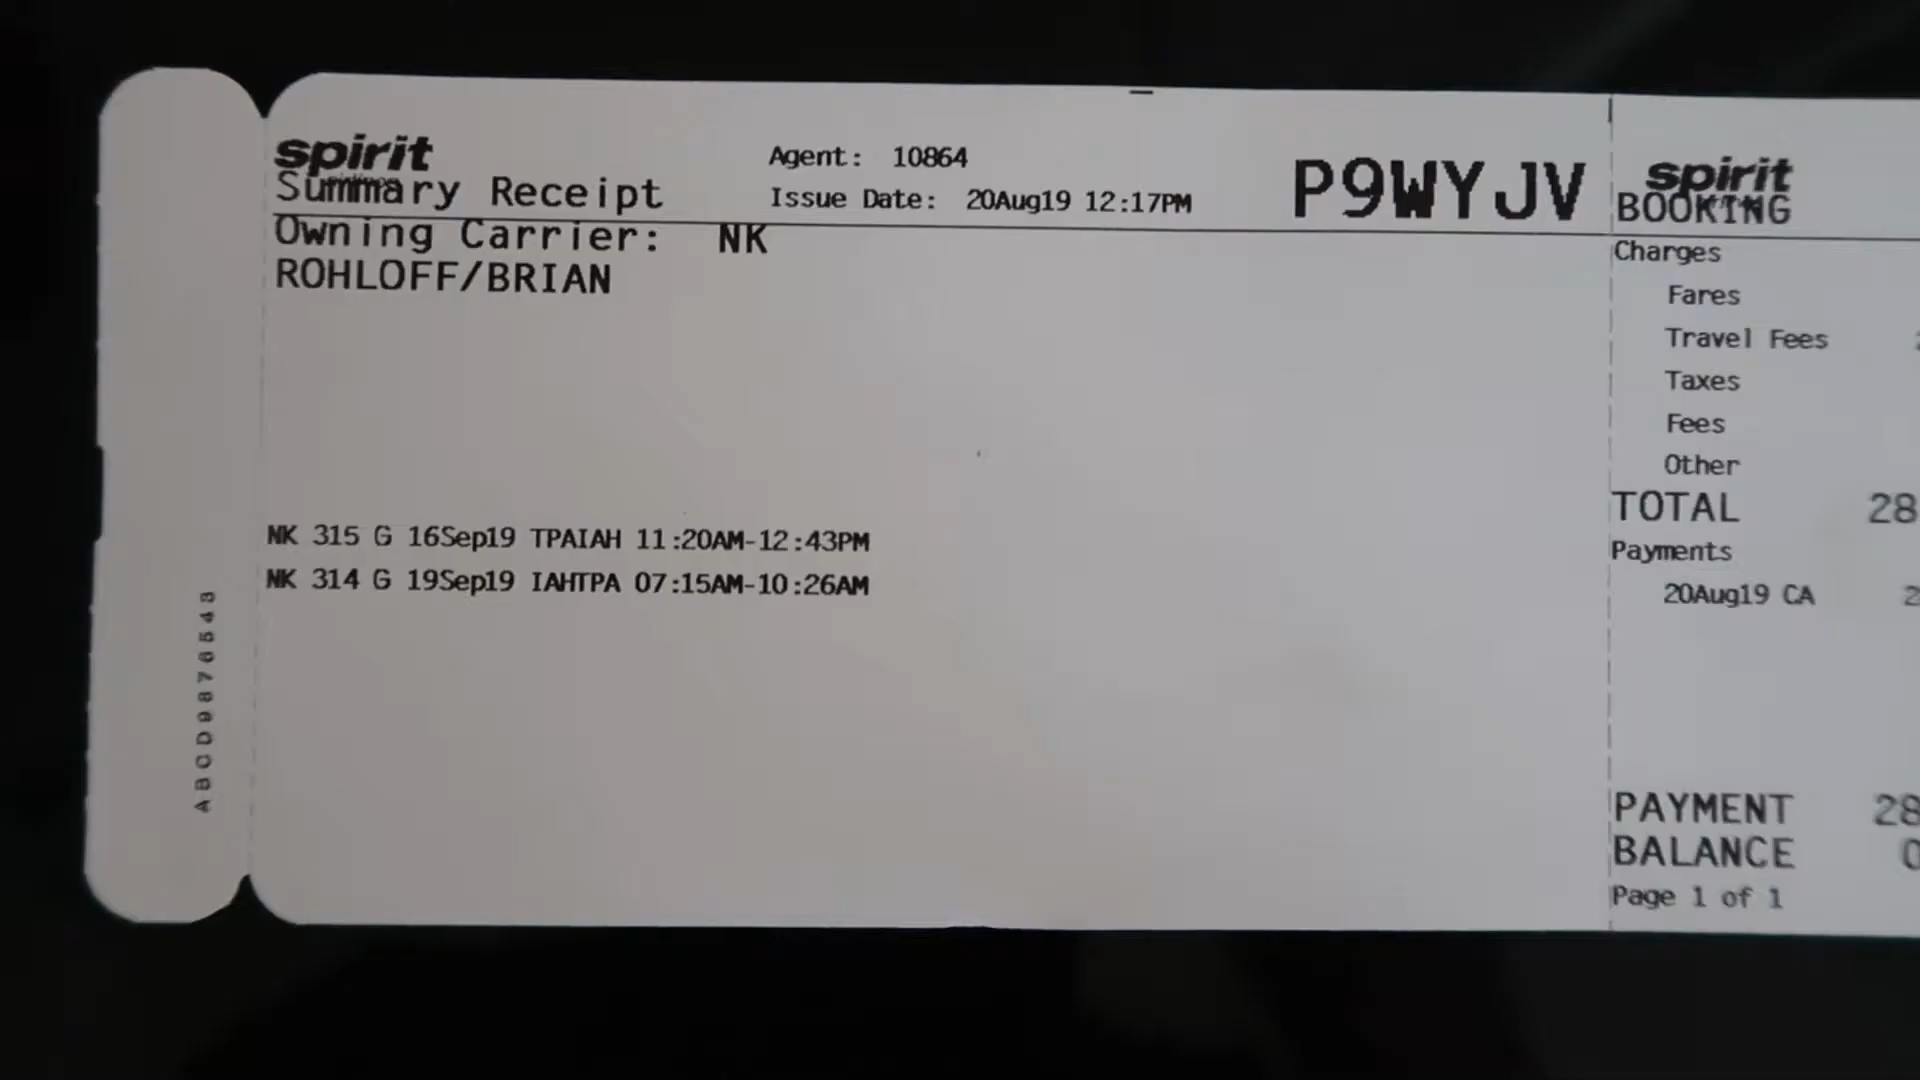 spirit
Summary Receipt
Agent: 10864
Issue Date: 20Aug19 12:17PM
P9WYJV
Owning Carrier: NK
ROHLOFF/BRIAN
NK 315 G 16Sep19 TPAIAH 11:20AM-12:43PM
NK 314 G 19Sep19 IAHTPA 07:15AM-10:26AM
ABCD9876543
spirit
BOOKING
Charges
Fares
Travel Fees
Taxes
Fees
Other
TOTAL 28
Payments
20Aug19 CA
PAYMENT 28
BALANCE 0
Page 1 of 1